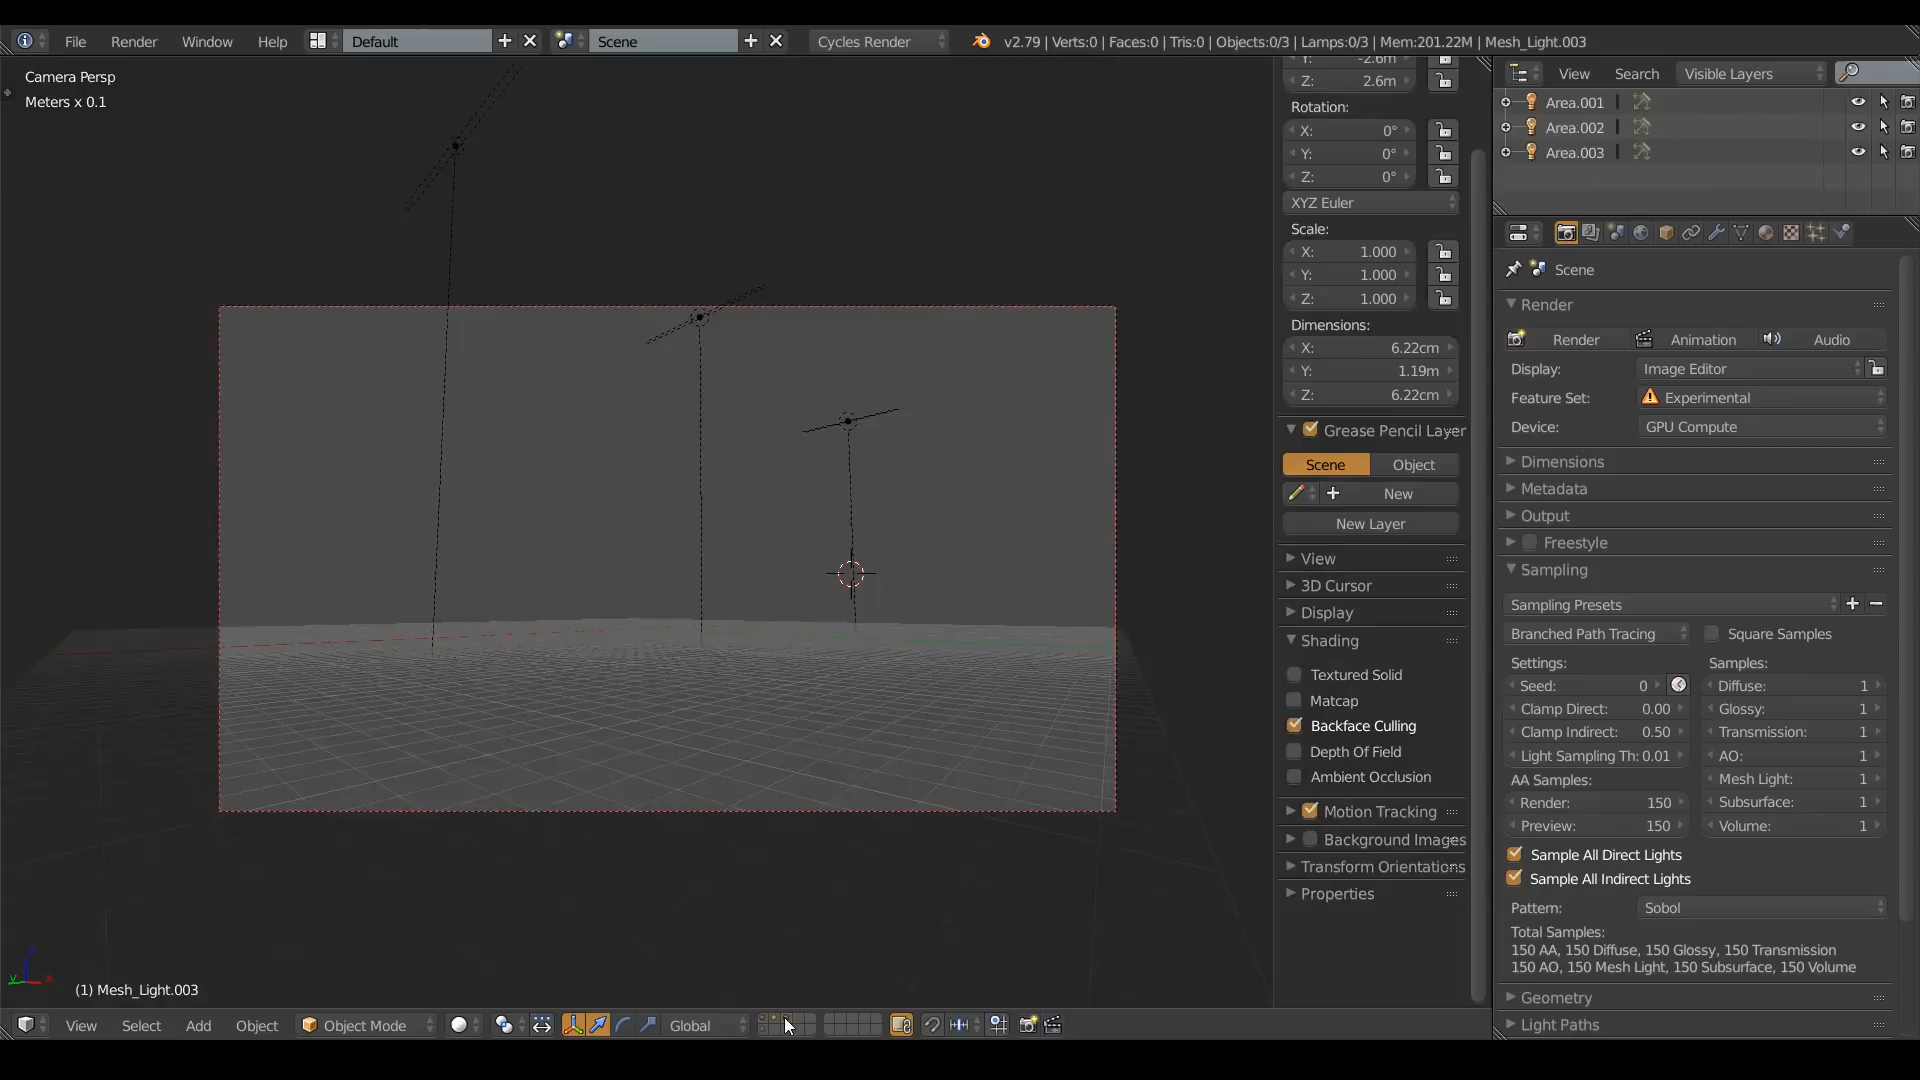 File Render Window Help Default Scene Cycles Render v2.79 | Verts:0 | Faces:0 | Tris:0 | Objects:0/3 | Lamps:0/3 | Mem:201.22M | Mesh_Light.003
Camera Persp
Meters x 0.1
(1) Mesh_Light.003
View Select Add Object Object Mode Global
Y: -2.6m
Z: 2.6m
Rotation:
X: 0°
Y: 0°
Z: 0°
XYZ Euler
Scale:
X: 1.000
Y: 1.000
Z: 1.000
Dimensions:
X: 6.22cm
Y: 1.19m
Z: 6.22cm
Grease Pencil Layer
Scene Object
New
New Layer
View
3D Cursor
Display
Shading
Textured Solid
Matcap
Backface Culling
Depth Of Field
Ambient Occlusion
Motion Tracking
Background Images
Transform Orientations
Properties
View Search Visible Layers
Area.001
Area.002
Area.003
Scene
Render
Render Animation Audio
Display: Image Editor
Feature Set: Experimental
Device: GPU Compute
Dimensions
Metadata
Output
Freestyle
Sampling
Sampling Presets
Branched Path Tracing Square Samples
Settings: Samples:
Seed: 0 Diffuse: 1
Clamp Direct: 0.00 Glossy: 1
Clamp Indirect: 0.50 Transmission: 1
Light Sampling Th: 0.01 AO: 1
AA Samples: Mesh Light: 1
Render: 150 Subsurface: 1
Preview: 150 Volume: 1
Sample All Direct Lights
Sample All Indirect Lights
Pattern: Sobol
Total Samples:
150 AA, 150 Diffuse, 150 Glossy, 150 Transmission
150 AO, 150 Mesh Light, 150 Subsurface, 150 Volume
Geometry
Light Paths